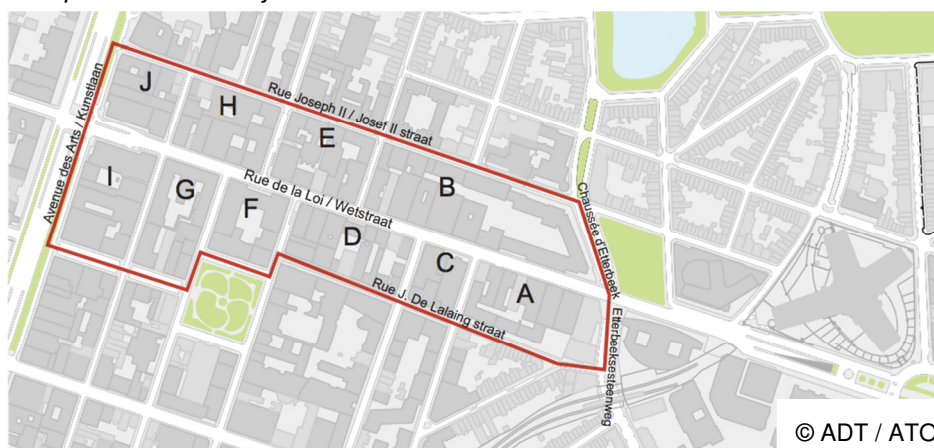 Rue Joseph II / Josef II straat
Avenue des Arts / Kunstlaan
J
H
E
B
I
G
F
D
C
A
Rue de la Loi / Wetstraat
Rue J. De Lalaing straat
Chaussée d'Etterbeek
Etterbeeksesteenweg
© ADT / ATO